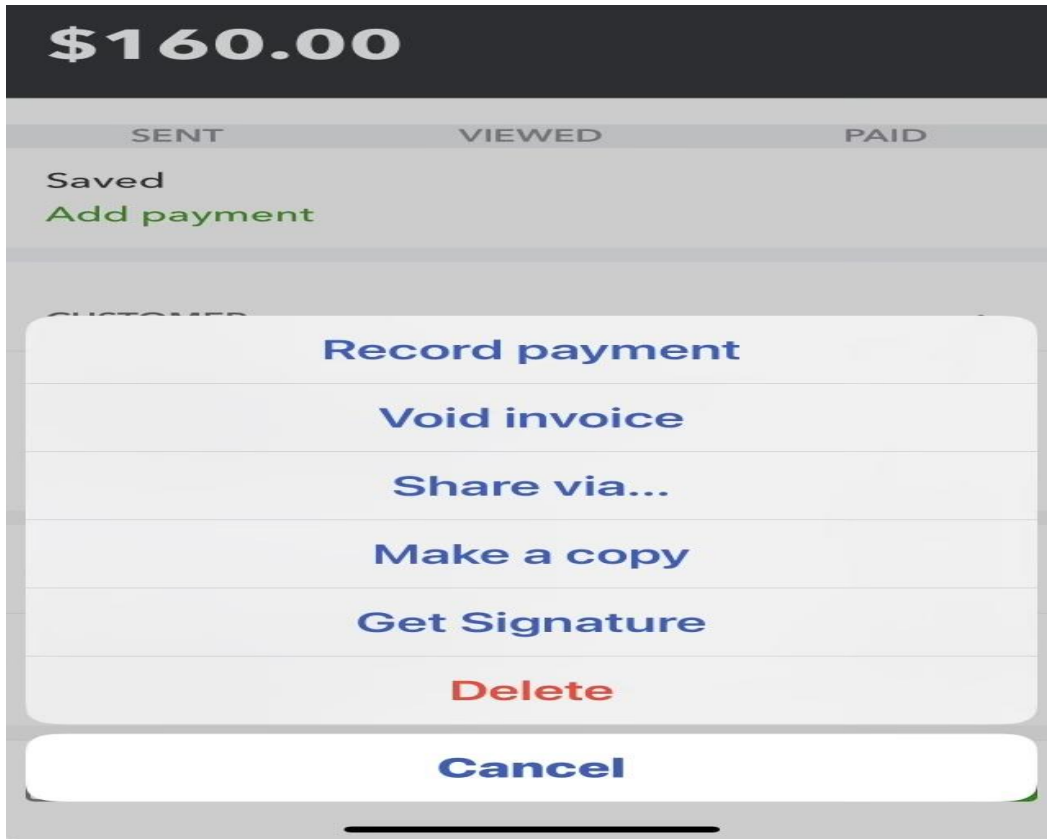 $160.00
SENT VIEWED PAID
Saved
Add payment
CUSTOMER
Record payment
Void invoice
Share via...
Make a copy
Get Signature
Delete
Cancel